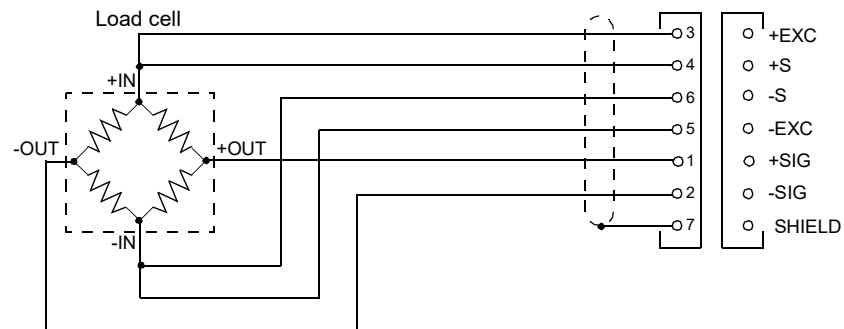 Load cell
+IN
-OUT
+OUT
-IN
3
4
6
5
1
2
7
+EXC
+S
-S
-EXC
+SIG
-SIG
SHIELD